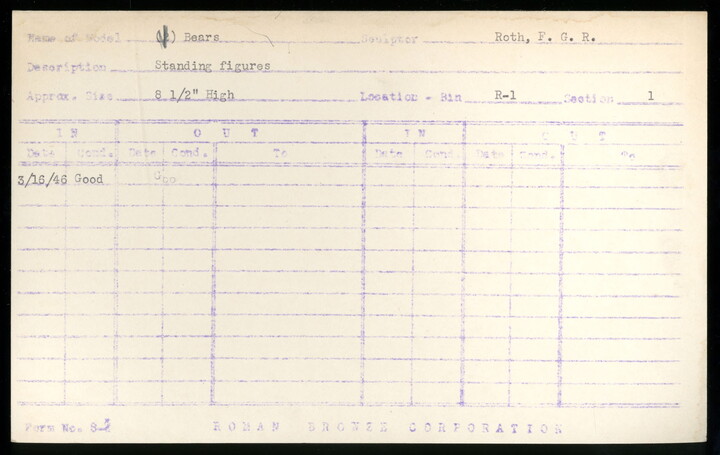 Name of Model () Bears Sculptor Roth, F. G. R.
Description Standing figures
Approx. Size 8 1/2" High Location - Bin R-1 Section 1
IN OUT IN OUT
Date Cond. Date Cond. To Date Cond. Date Cond. To
3/16/46 Good
Form No. S-
ROMAN BRONZE CORPORATION